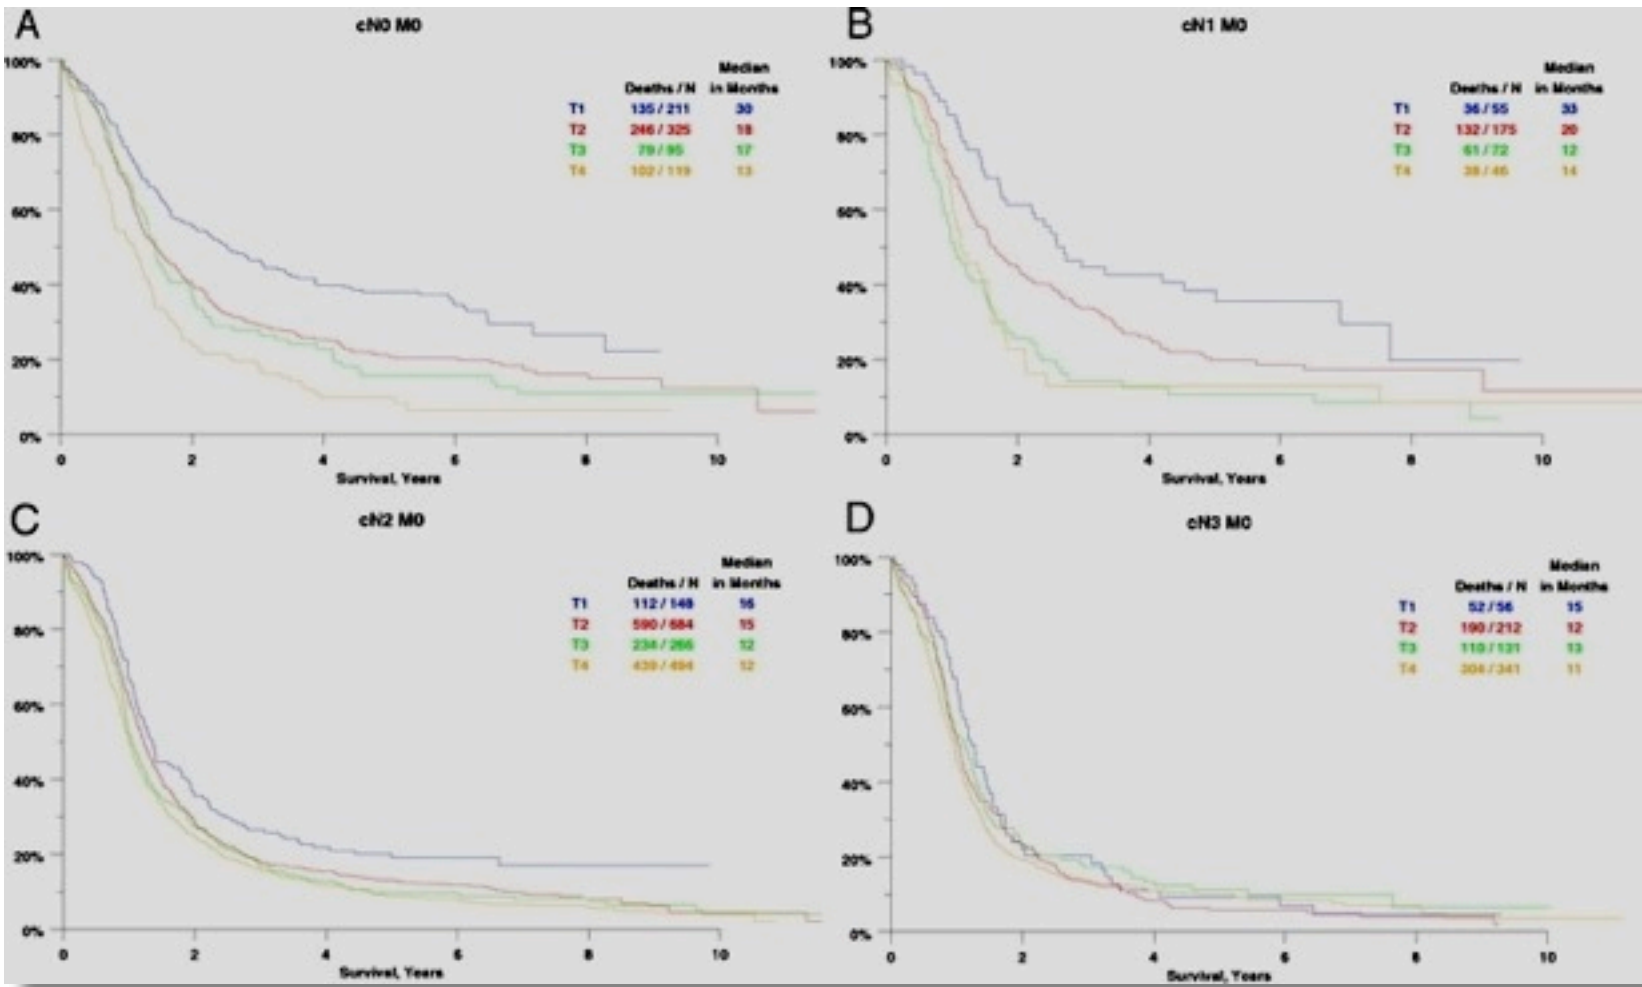 A
cN0 M0
Median
Deaths / N in Months
T1 135 / 211 30
T2 246 / 325 18
T3 79 / 95 17
T4 102 / 119 13
100%
80%
60%
40%
20%
0%
0 2 4 6 8 10
Survival, Years
B
cN1 M0
Median
Deaths / N in Months
T1 36 / 55 33
T2 132 / 175 20
T3 61 / 72 12
T4 38 / 46 14
100%
80%
60%
40%
20%
0%
0 2 4 6 8 10
Survival, Years
C
cN2 M0
Median
Deaths / N in Months
T1 112 / 148 16
T2 590 / 684 15
T3 234 / 266 12
T4 439 / 494 12
100%
80%
60%
40%
20%
0%
0 2 4 6 8 10
Survival, Years
D
cN3 M0
Median
Deaths / N in Months
T1 52 / 56 15
T2 190 / 212 12
T3 / 131 13
T4 304 / 341 11
100%
80%
60%
40%
20%
0%
0 2 4 6 8 10
Survival, Years